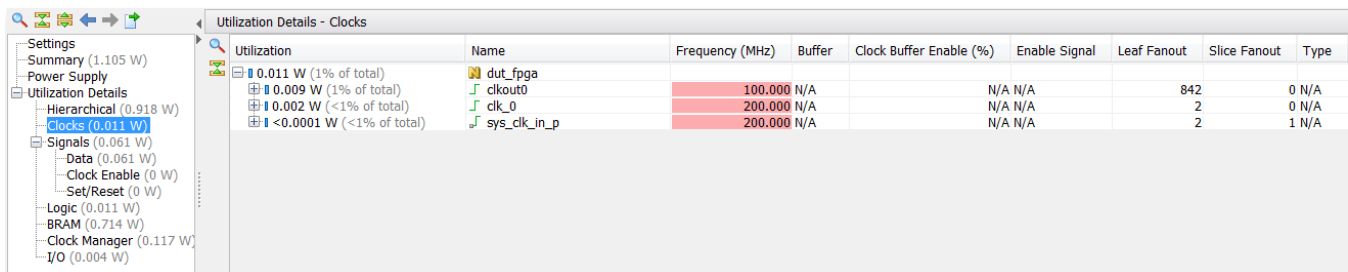 Settings
Summary (1.105 W)
Power Supply
Utilization Details
Hierarchical (0.918 W)
Clocks (0.011 W)
Signals (0.061 W)
Data (0.061 W)
Clock Enable (0 W)
Set/Reset (0 W)
Logic (0.011 W)
BRAM (0.714 W)
Clock Manager (0.117 W)
I/O (0.004 W)
Utilization Details - Clocks
Utilization Name Frequency (MHz) Buffer Clock Buffer Enable (%) Enable Signal Leaf Fanout Slice Fanout Type
0.011 W (1% of total) dut_fpga
0.009 W (1% of total) clkout0 100.000 N/A N/A N/A 842 0 N/A
0.002 W (<1% of total) clk_0 200.000 N/A N/A N/A 2 0 N/A
<0.0001 W (<1% of total) sys_clk_in_p 200.000 N/A N/A N/A 2 1 N/A